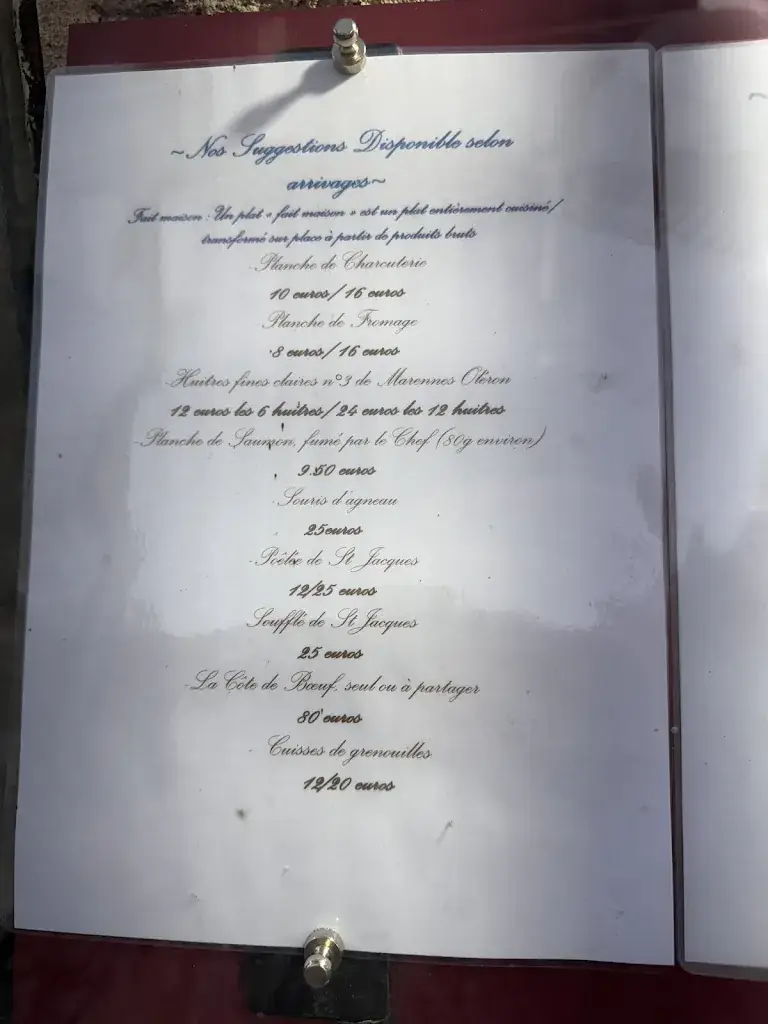 ~Nos Suggestions Disponible selon
arrivages~
Fait maison : Un plat « fait maison » est un plat entièrement cuisiné/
transformé sur place à partir de produits bruts
-Planche de Charcuterie
10 euros/ 16 euros
-Planche de Fromage
8 euros/ 16 euros
-Huitres fines claires n°3 de Marennes Oléron
12 euros les 6 huitres/ 24 euros les 12 huitres
-Planche de Saumon, fumé par le Chef (80g environ)
9.50 euros
-Souris d'agneau
25euros
-Poêlée de St Jacques
12/25 euros
Soufflé de St Jacques
25 euros
-La Côte de Bœuf, seul ou à partager
80 euros
-Cuisses de grenouilles
12/20 euros